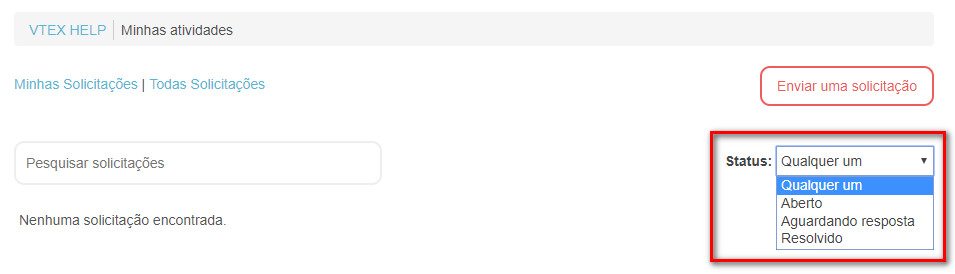 VTEX HELP | Minhas atividades
Minhas Solicitações | Todas Solicitações
Enviar uma solicitação
Pesquisar solicitações
Status: Qualquer um
Qualquer um
Aberto
Aguardando resposta
Resolvido
Nenhuma solicitação encontrada.